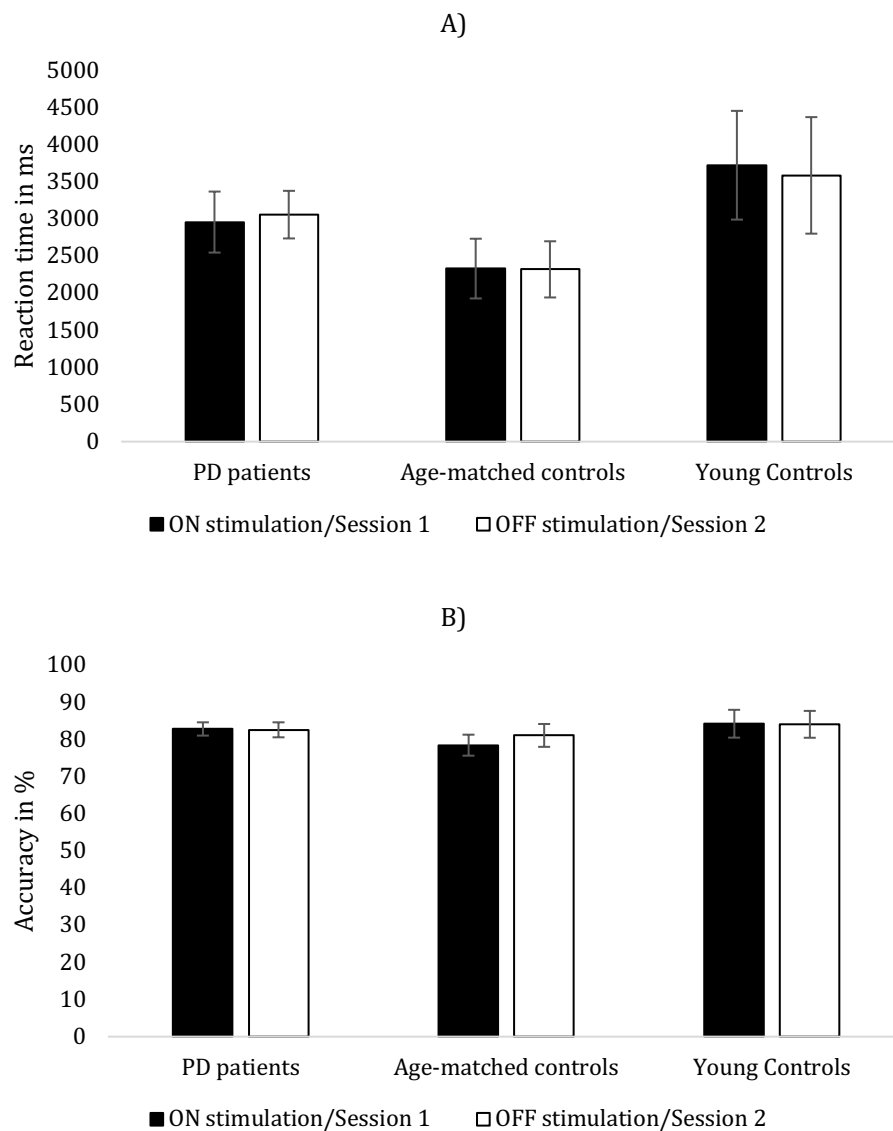 A)
Reaction time in ms
5000
4500
4000
3500
3000
2500
2000
1500
1000
500
0
PD patients Age-matched controls Young Controls
ON stimulation/Session 1 OFF stimulation/Session 2
B)
Accuracy in %
100
90
80
70
60
50
40
30
20
10
0
PD patients Age-matched controls Young Controls
ON stimulation/Session 1 OFF stimulation/Session 2